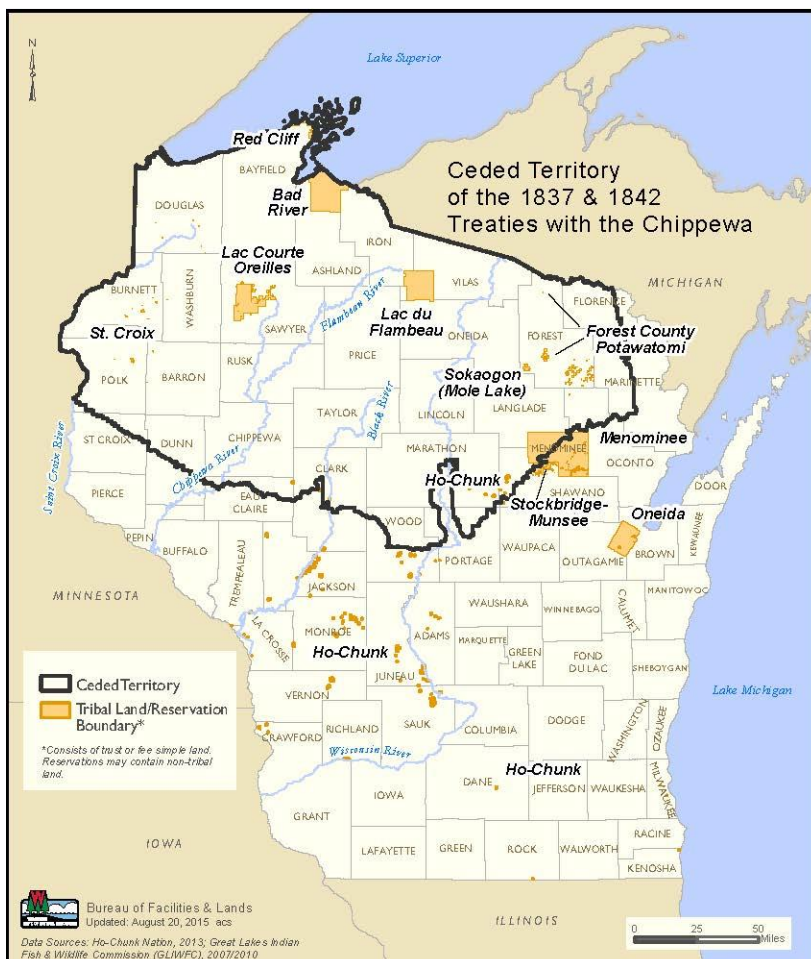 Lake Superior
N
Red Cliff
BAYFIELD
Ceded Territory
of the 1837 & 1842
Treaties with the Chippewa
DOUGLAS
Bad
River
IRON
Lac Courte
Oreilles
ASHLAND
VILAS
MICHIGAN
BURNETT
WASHBURN
Flambeau River
FLORENCE
SAWYER
Lac du
Flambeau
St. Croix
ONEIDA
FOREST
Forest County
Potawatomi
RUSK
PRICE
POLK
BARRON
Sokaogon
(Mole Lake)
MARINETTE
LINCOLN
LANGLADE
TAYLOR
Black River
ST CROIX
DUNN
CHIPPEWA
Chippewa River
Saint Croix River
MARATHON
MENOMINEE
Menominee
OCONTO
CLARK
Ho-Chunk
DOOR
PIERCE
EAU
CLAIRE
SHAWANO
Stockbridge-
Munsee
PEPIN
WOOD
Oneida
BUFFALO
PORTAGE
WAUPACA
OUTAGAMIE
BROWN
KEWAUNEE
TREMPEALEAU
JACKSON
MINNESOTA
WAUSHARA
WINNEBAGO
CALUMET
MANITOWOC
LA CROSSE
MONROE
ADAMS
MARQUETTE
GREEN
LAKE
FOND
DU LAC
SHEBOYGAN
Ho-Chunk
JUNEAU
Lake Michigan
Ceded Territory
Tribal Land/Reservation
Boundary*
*Consists of trust or fee simple land.
Reservations may contain non-tribal
land.
VERNON
SAUK
COLUMBIA
DODGE
WASHINGTON
OZAUKEE
RICHLAND
CRAWFORD
Wisconsin River
Ho-Chunk
MILWAUKEE
DANE
JEFFERSON
WAUKESHA
IOWA
GRANT
IOWA
LAFAYETTE
GREEN
ROCK
WALWORTH
RACINE
KENOSHA
W
Bureau of Facilities & Lands
Updated: August 20, 2015 acs
ILLINOIS
0 25 50
Miles
Data Sources: Ho-Chunk Nation, 2013; Great Lakes Indian
Fish & Wildlife Commission (GLIWFC), 2007/2010